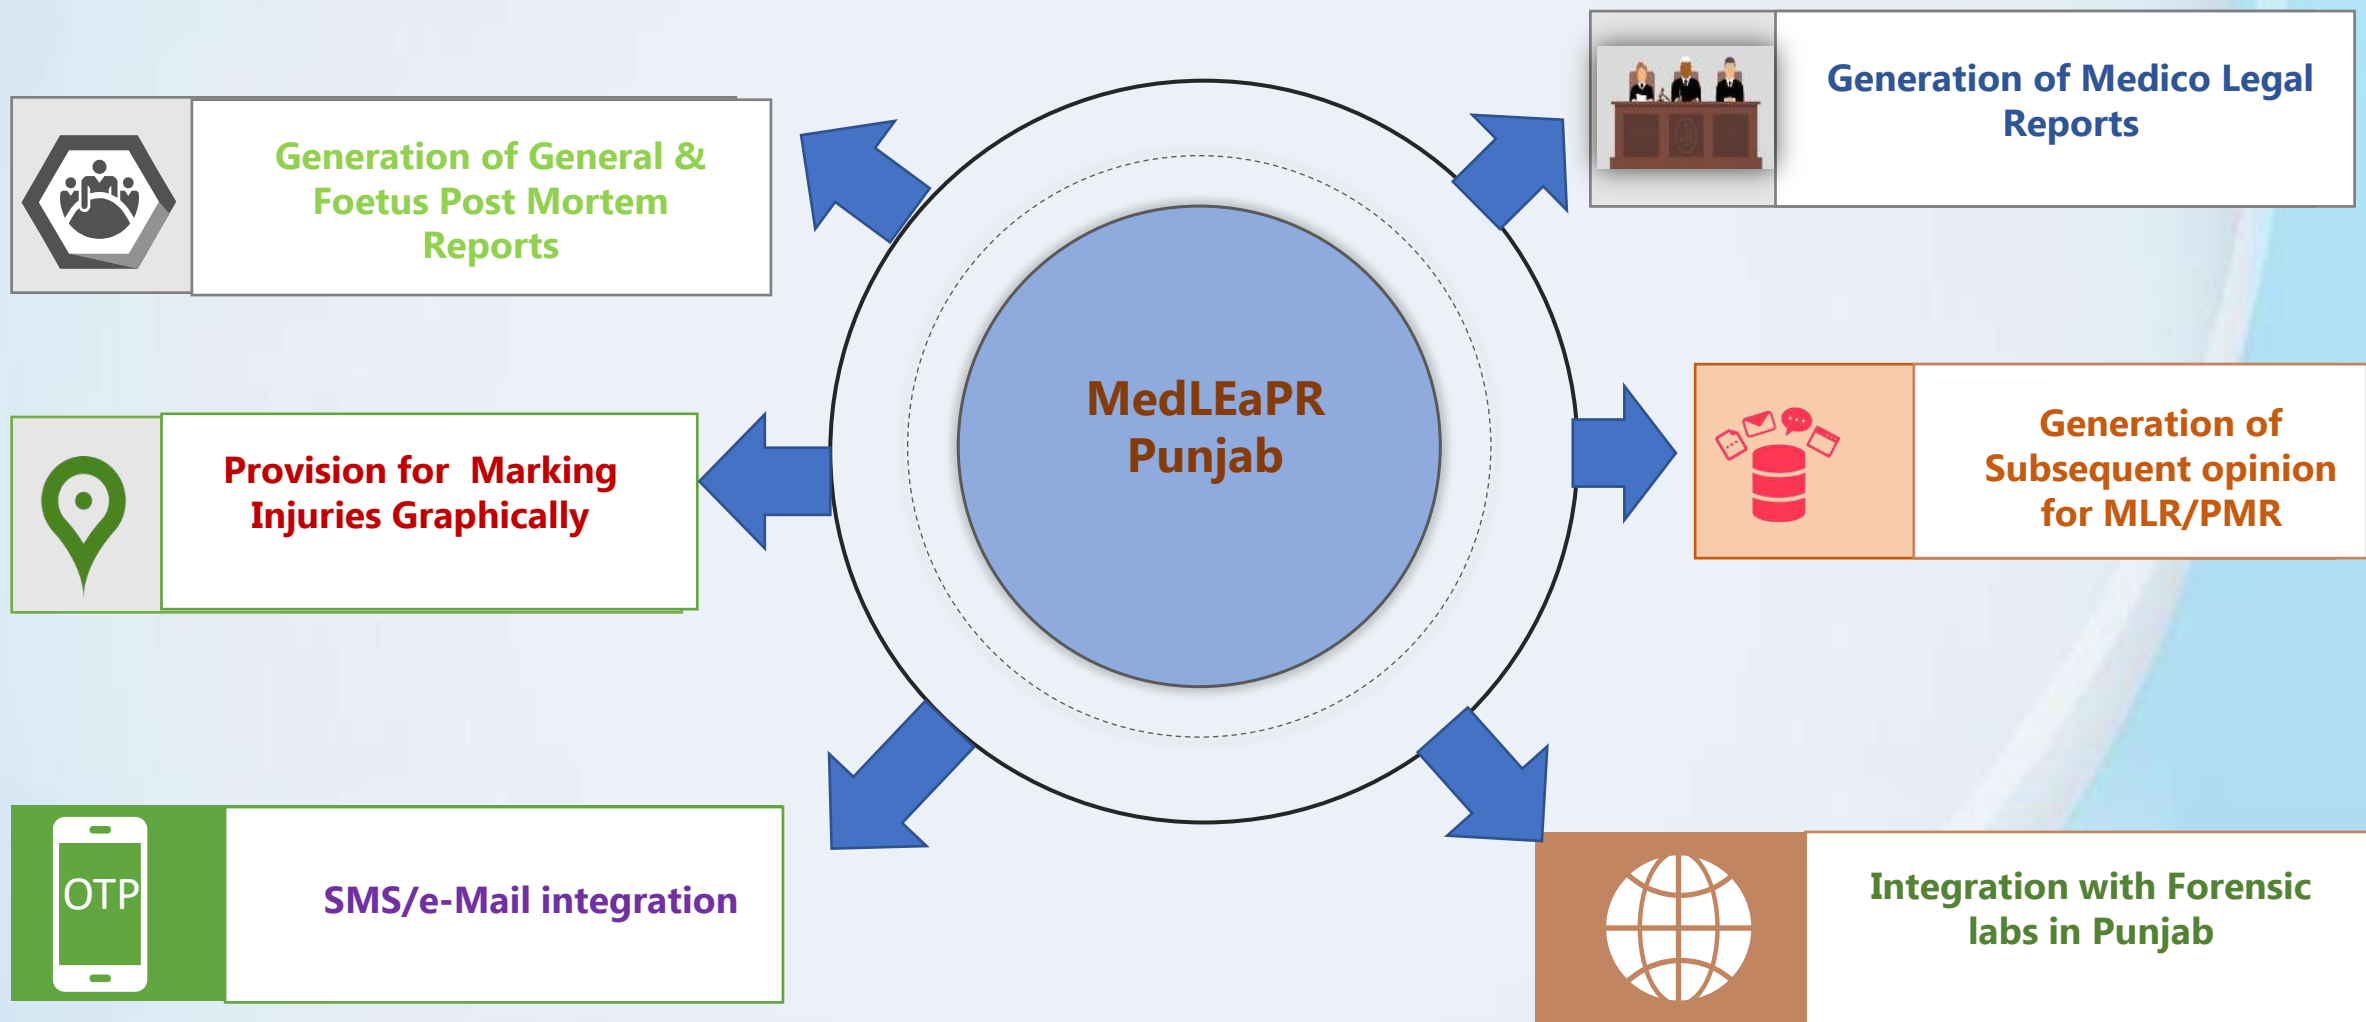 Generation of General &
Foetus Post Mortem
Reports
Provision for  Marking
Injuries Graphically
OTP
SMS/e-Mail integration
MedLEaPR
Punjab
Generation of Medico Legal
Reports
Generation of
Subsequent opinion
for MLR/PMR
Integration with Forensic
labs in Punjab